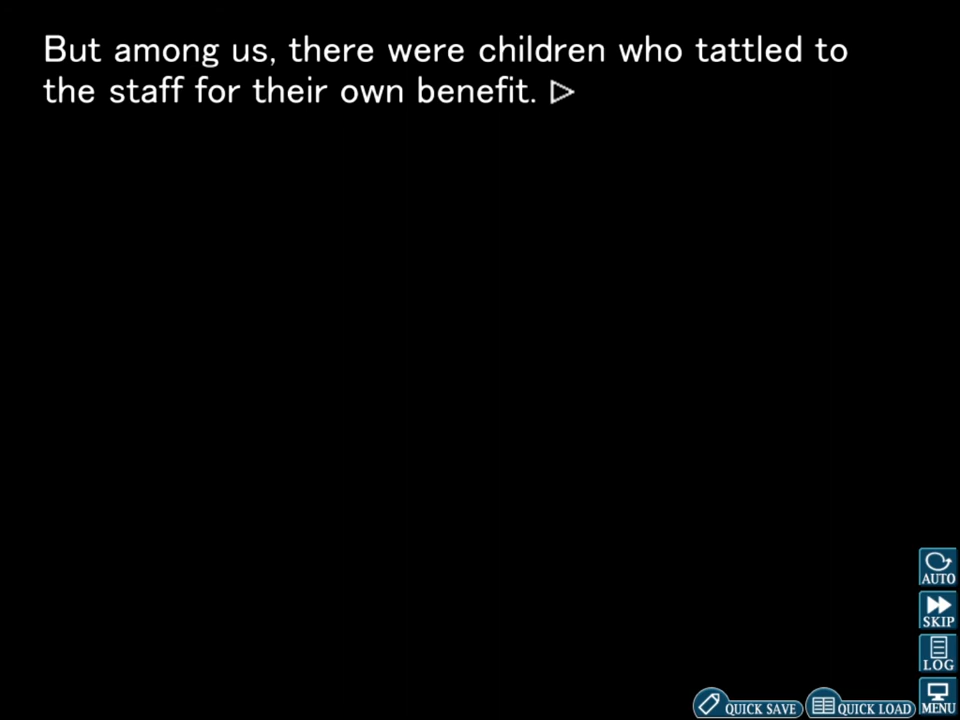 But among us, there were children who tattled to
the staff for their own benefit.
AUTO
SKIP
LOG
QUICK SAVE QUICK LOAD MENU